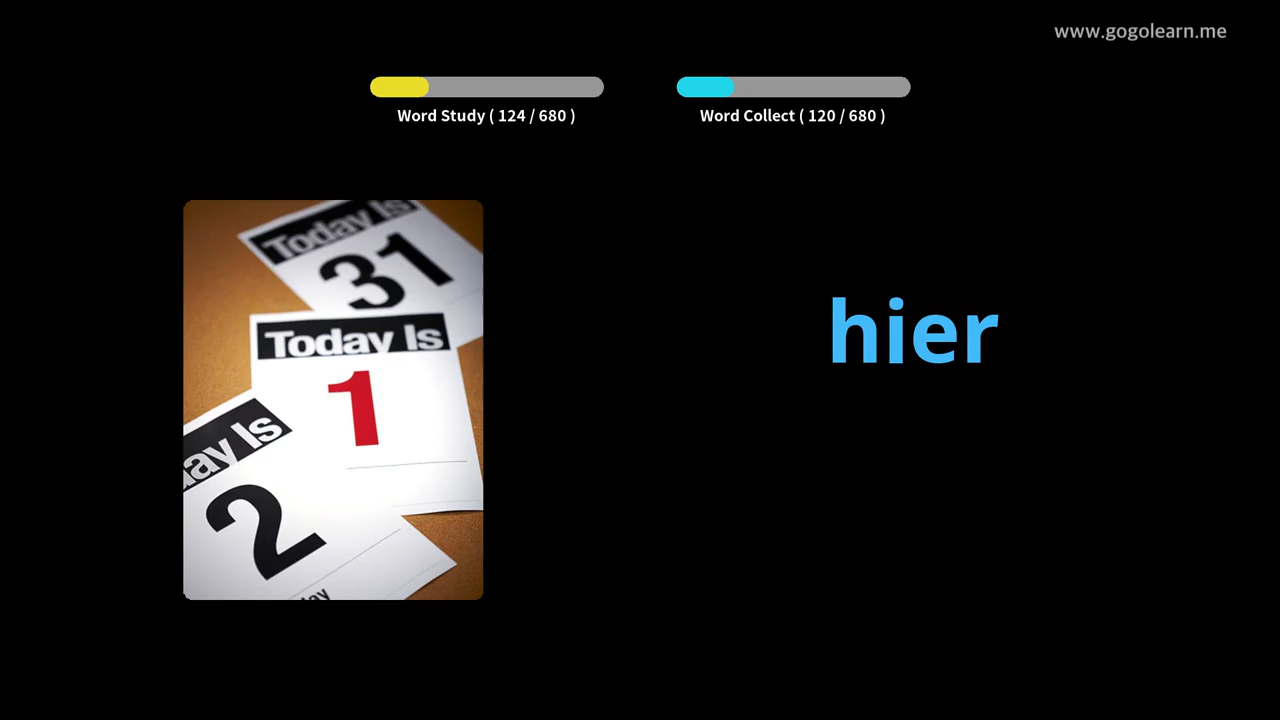 www.gogolearn.me
Word Study ( 124 / 680 )
Word Collect ( 120 / 680 )
Today Is
31
Today Is
1
hier
ay Is
2
ay